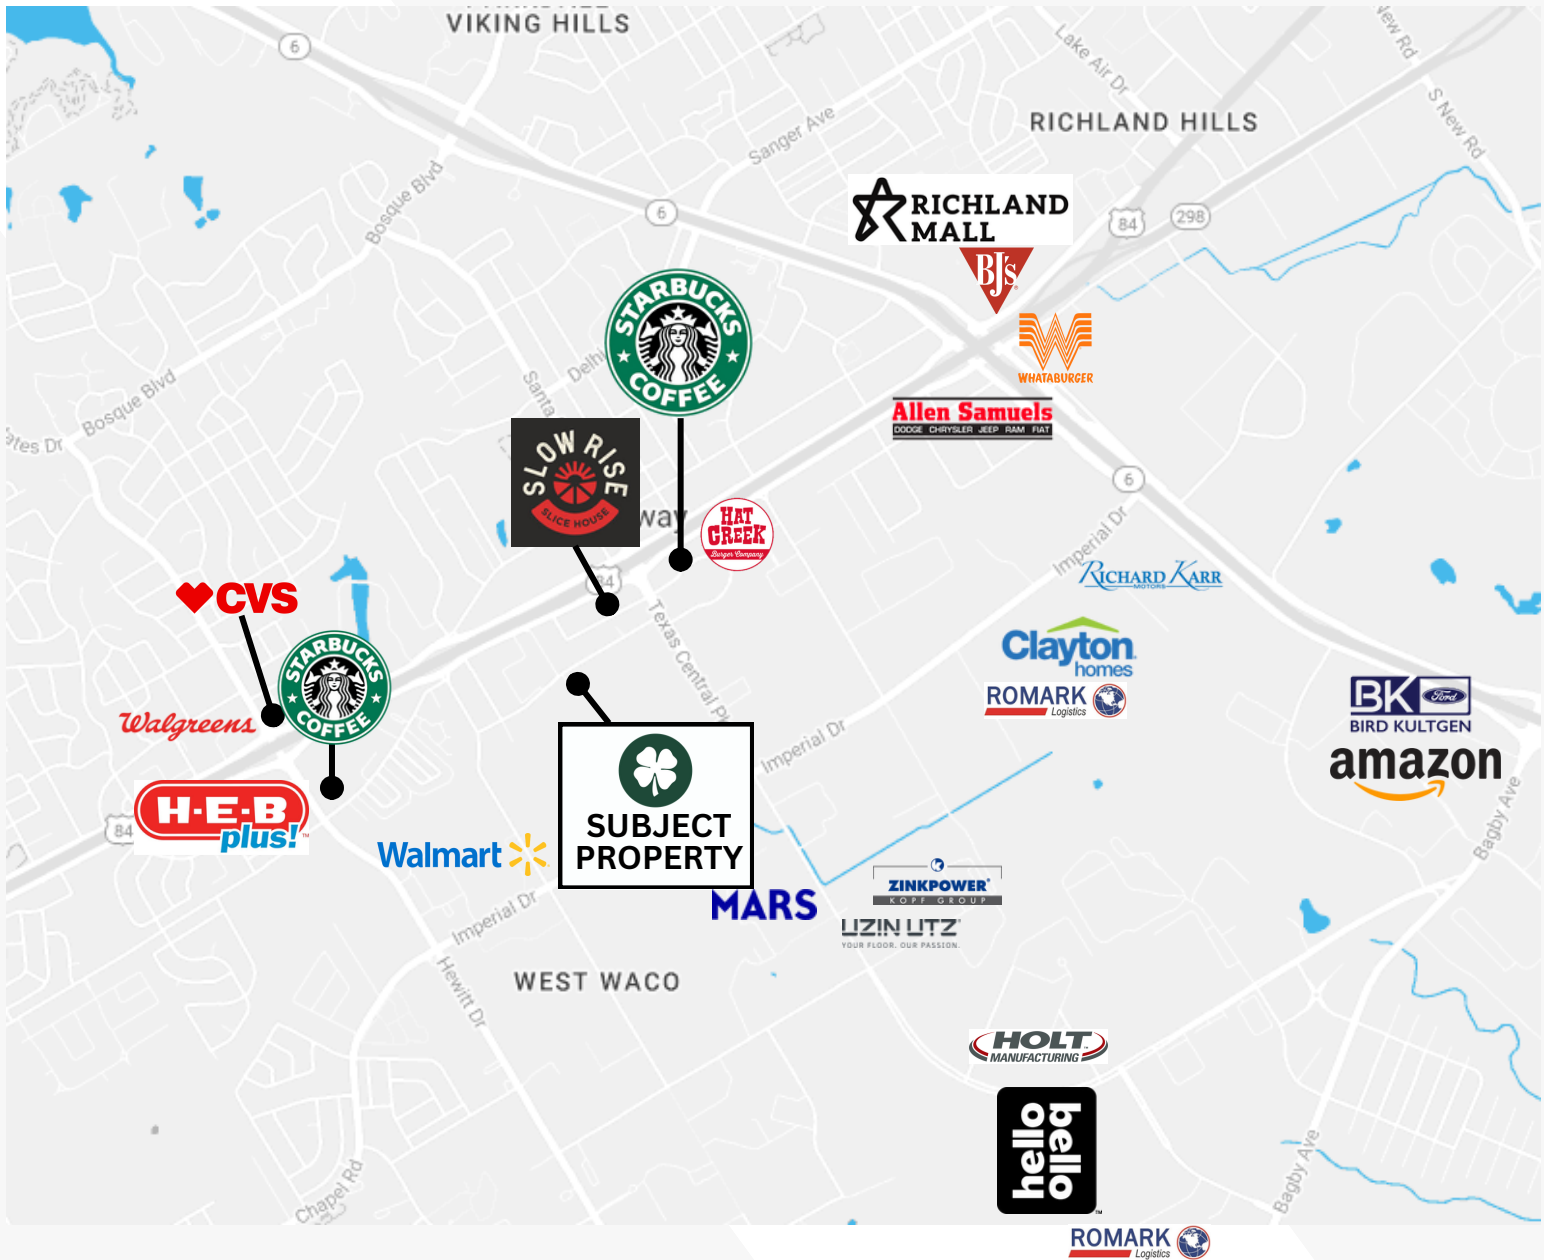 VIKING HILLS
6
Lake Air Dr
New Rd
S New Rd
RICHLAND HILLS
Sanger Ave
Bosque Blvd
6
RICHLAND
MALL
84
298
BJ's
WHATABURGER
STARBUCKS
COFFEE
Delhi
Santa
Bosque Blvd
Allen Samuels
DODGE CHRYSLER JEEP RAM FIAT
SLOW RISE
SLICE HOUSE
way
HAT
CREEK
Burger Company
6
Imperial Dr
RICHARD KARR
MOTORS
84
CVS
Texas Central
Clayton
homes
STARBUCKS
COFFEE
ROMARK
Logistics
BK Ford
BIRD KULTGEN
Walgreens
Imperial Dr
amazon
Bagby Ave
H-E-B
plus!™
84
SUBJECT
PROPERTY
Walmart
ZINKPOWER®
KOPF GROUP
MARS
UZIN UTZ
YOUR FLOOR. OUR PASSION.
Imperial Dr
Hewitt Dr
WEST WACO
HOLT™
MANUFACTURING
hello
bello
™
Chapel Rd
Bagby Ave
ROMARK
Logistics